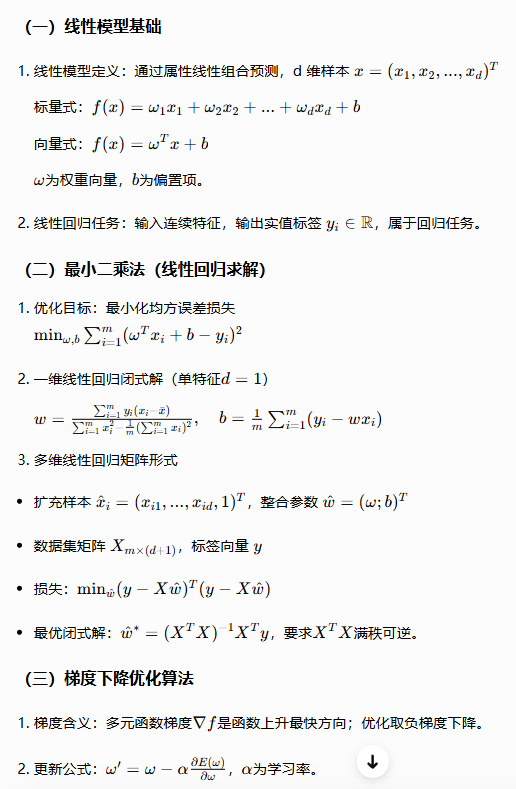 （一）线性模型基础
1. 线性模型定义：通过属性线性组合预测，d 维样本 $x = (x_1, x_2, ..., x_d)^T$
标量式：$f(x) = \omega_1 x_1 + \omega_2 x_2 + ... + \omega_d x_d + b$
向量式：$f(x) = \omega^T x + b$
$\omega$为权重向量，$b$为偏置项。
2. 线性回归任务：输入连续特征，输出实值标签 $y_i \in \mathbb{R}$，属于回归任务。
（二）最小二乘法（线性回归求解）
1. 优化目标：最小化均方误差损失
$\min_{\omega,b} \sum_{i=1}^{m} (\omega^T x_i + b - y_i)^2$
2. 一维线性回归闭式解（单特征$d = 1$）
$w = \frac{\sum_{i=1}^{m} y_i(x_i - \bar{x})}{\sum_{i=1}^{m} x_i^2 - \frac{1}{m}(\sum_{i=1}^{m} x_i)^2}, \quad b = \frac{1}{m} \sum_{i=1}^{m} (y_i - wx_i)$
3. 多维线性回归矩阵形式
• 扩充样本 $\hat{x}_i = (x_{i1}, ..., x_{id}, 1)^T$，整合参数 $\hat{w} = (\omega; b)^T$
• 数据集矩阵 $X_{m \times (d+1)}$，标签向量 $y$
• 损失：$\min_{\hat{w}} (y - X\hat{w})^T (y - X\hat{w})$
• 最优闭式解：$\hat{w}^* = (X^T X)^{-1} X^T y$，要求$X^T X$满秩可逆。
（三）梯度下降优化算法
1. 梯度含义：多元函数梯度$\nabla f$是函数上升最快方向；优化取负梯度下降。
2. 更新公式：$\omega' = \omega - \alpha \frac{\partial E(\omega)}{\partial \omega}$，$\alpha$为学习率。